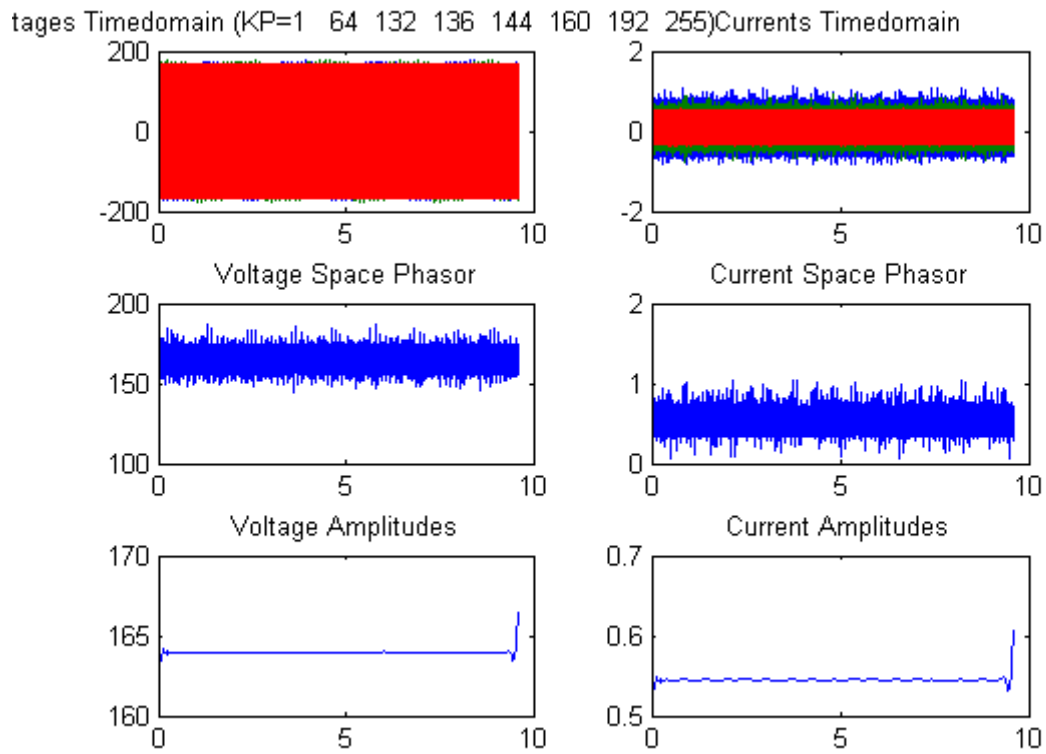 tages Timedomain (KP=1 64 132 136 144 160 192 255)Currents Timedomain
200
0
-200
0 5 10
2
0
-2
0 5 10
Voltage Space Phasor
200
150
100
0 5 10
Current Space Phasor
2
1
0
0 5 10
Voltage Amplitudes
170
165
160
0 5 10
Current Amplitudes
0.7
0.6
0.5
0 5 10